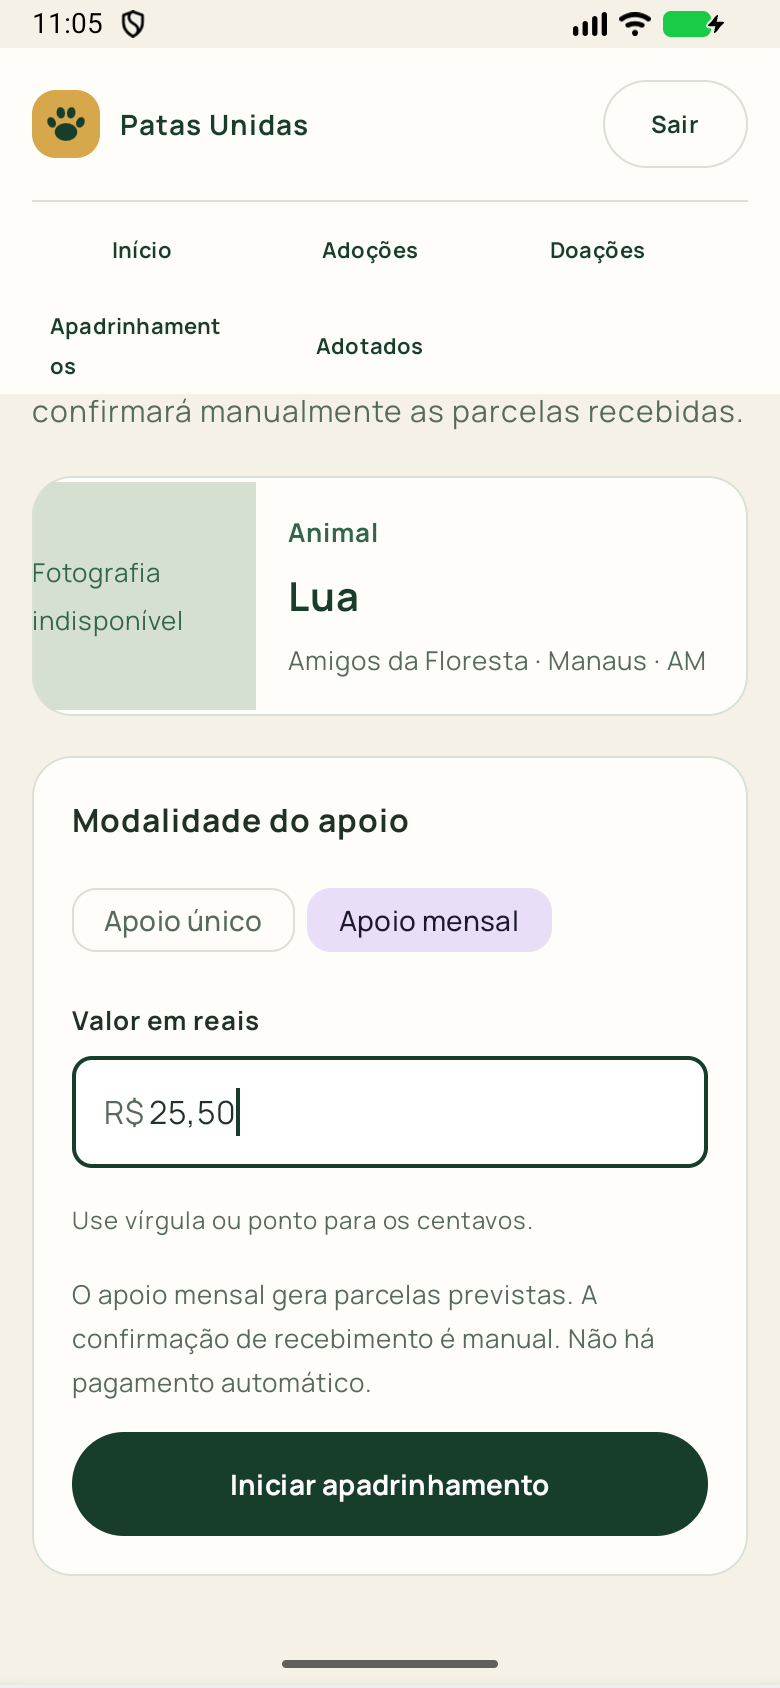 11:05
Patas Unidas
Sair
Início
Adoções
Doações
Apadrinhament
os
Adotados
confirmará manualmente as parcelas recebidas.
Fotografia
indisponível
Animal
Lua
Amigos da Floresta · Manaus · AM
Modalidade do apoio
Apoio único
Apoio mensal
Valor em reais
R$ 25,50
Use vírgula ou ponto para os centavos.
O apoio mensal gera parcelas previstas. A
confirmação de recebimento é manual. Não há
pagamento automático.
Iniciar apadrinhamento